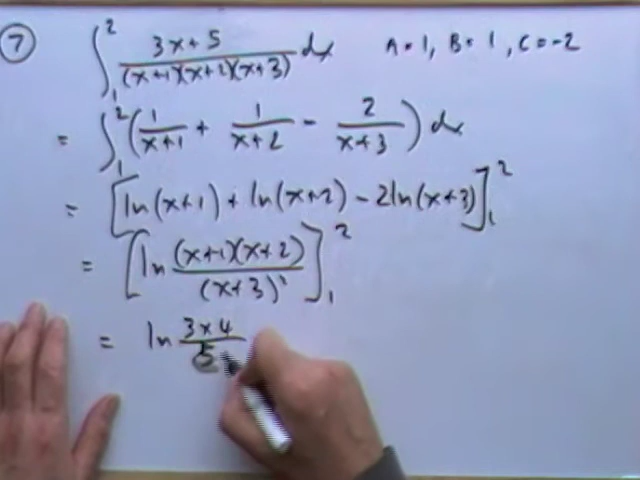 7 ∫₁² (3x+5)/((x+1)(x+2)(x+3)) dx A=1, B=1, C=-2
= ∫₁² (1/(x+1) + 1/(x+2) - 2/(x+3)) dx
= [ln(x+1) + ln(x+2) - 2ln(x+3)]₁²
= [ln ((x+1)(x+2))/(x+3)²]₁²
= ln (3×4)/5